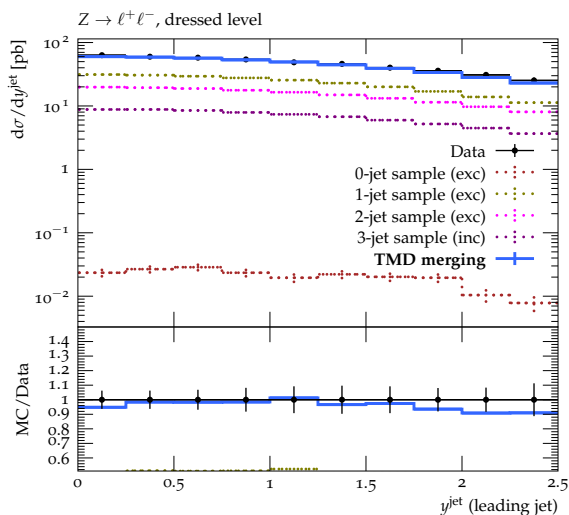 Z → ℓ⁺ℓ⁻, dressed level
dσ/dy^jet [pb]
10²
10¹
1
10⁻¹
10⁻²
Data
0-jet sample (exc)
1-jet sample (exc)
2-jet sample (exc)
3-jet sample (inc)
TMD merging
MC/Data
1.4
1.3
1.2
1.1
1
0.9
0.8
0.7
0.6
0 0.5 1 1.5 2 2.5
y^jet (leading jet)